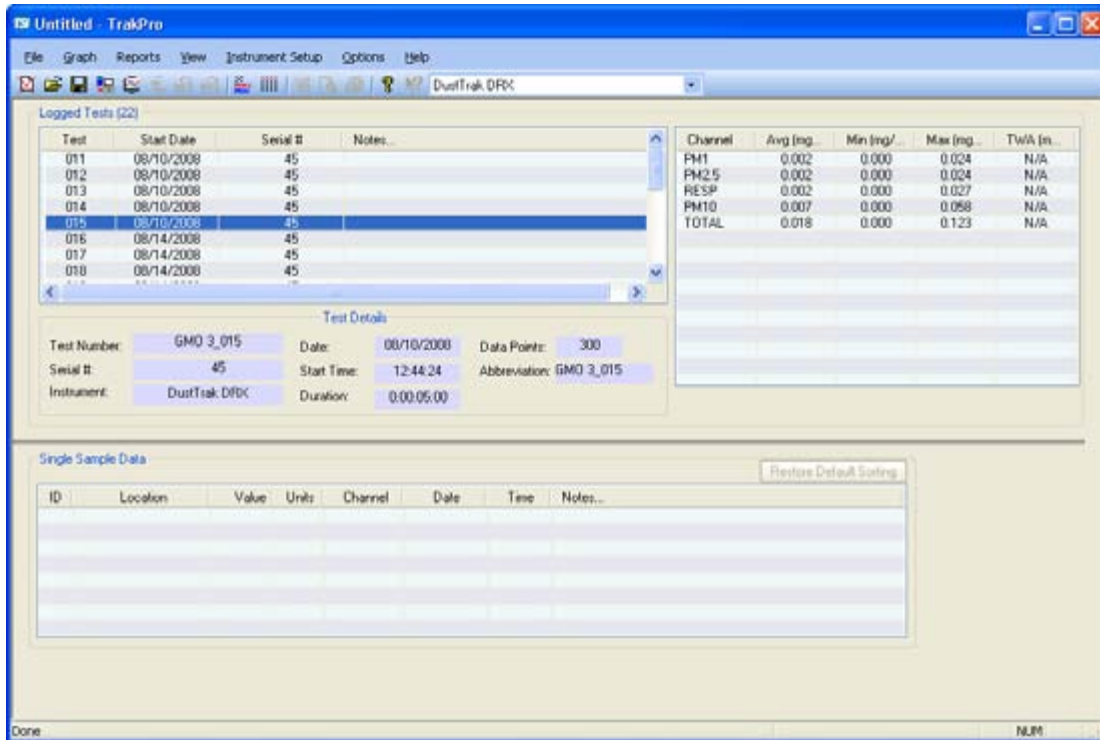 Untitled - TrakPro
File Graph Reports View Instrument Setup Options Help
DustTrak DRX
Logged Tests (22)
Test Start Date Serial # Notes...
011 08/10/2008 45
012 08/10/2008 45
013 08/10/2008 45
014 08/10/2008 45
015 08/10/2008 45
016 08/14/2008 45
017 08/14/2008 45
018 08/14/2008 45
Channel Avg (mg... Min (mg/... Max (mg... TWA (m...
PM1 0.002 0.000 0.024 N/A
PM2.5 0.002 0.000 0.024 N/A
RESP 0.002 0.000 0.027 N/A
PM10 0.007 0.000 0.058 N/A
TOTAL 0.018 0.000 0.123 N/A
Test Details
Test Number: GMO 3_015 Date: 08/10/2008 Data Points: 300
Serial #: 45 Start Time: 12:44:24 Abbreviation: GMO 3_015
Instrument: DustTrak DRX Duration: 0:00:05:00
Single Sample Data
Restore Default Sorting
ID Location Value Units Channel Date Time Notes...
Done NUM